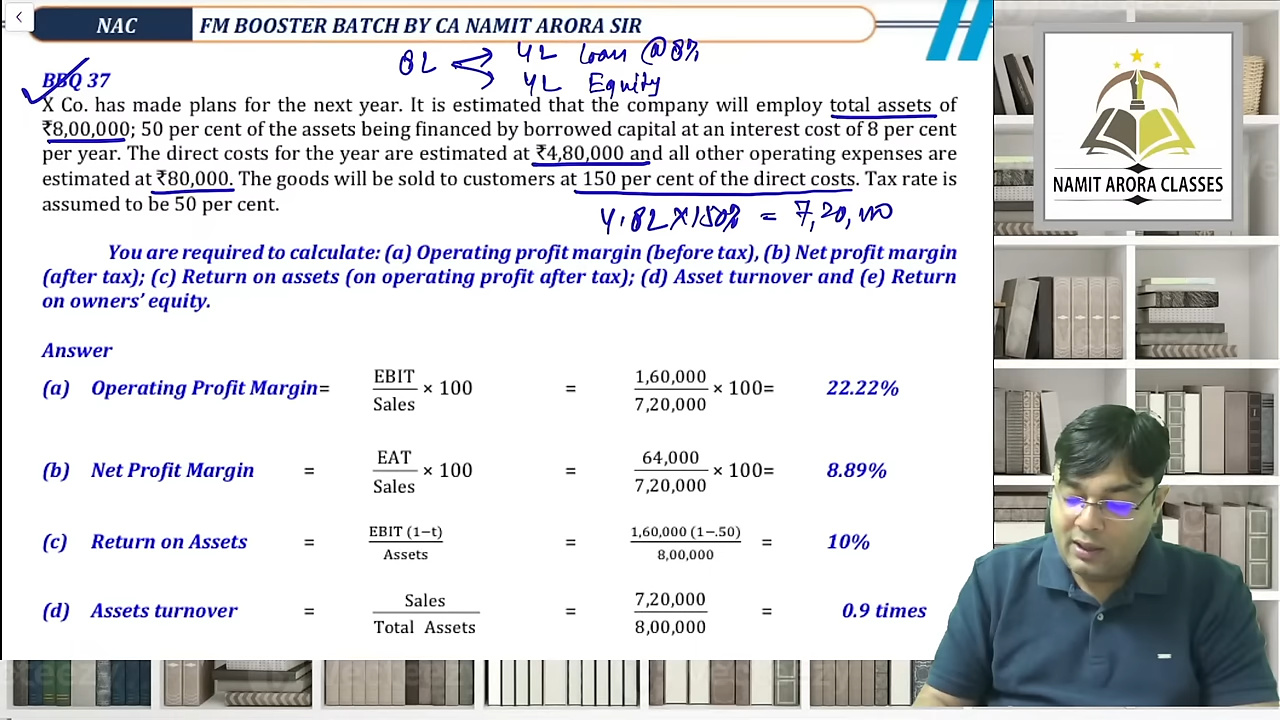 NAC
FM BOOSTER BATCH BY CA NAMIT ARORA SIR
8L 4L Loan @8%
4L Equity
BBQ 37
X Co. has made plans for the next year. It is estimated that the company will employ total assets of
₹8,00,000; 50 per cent of the assets being financed by borrowed capital at an interest cost of 8 per cent
per year. The direct costs for the year are estimated at ₹4,80,000 and all other operating expenses are
estimated at ₹80,000. The goods will be sold to customers at 150 per cent of the direct costs. Tax rate is
assumed to be 50 per cent.
4.8L X 150% = 7,20,000
You are required to calculate: (a) Operating profit margin (before tax), (b) Net profit margin
(after tax); (c) Return on assets (on operating profit after tax); (d) Asset turnover and (e) Return
on owners' equity.
Answer
(a) Operating Profit Margin= EBIT/Sales × 100 = 1,60,000/7,20,000 × 100= 22.22%
(b) Net Profit Margin = EAT/Sales × 100 = 64,000/7,20,000 × 100= 8.89%
(c) Return on Assets = EBIT (1−t)/Assets = 1,60,000 (1−.50)/8,00,000 = 10%
(d) Assets turnover = Sales/Total Assets = 7,20,000/8,00,000 = 0.9 times
NAMIT ARORA CLASSES